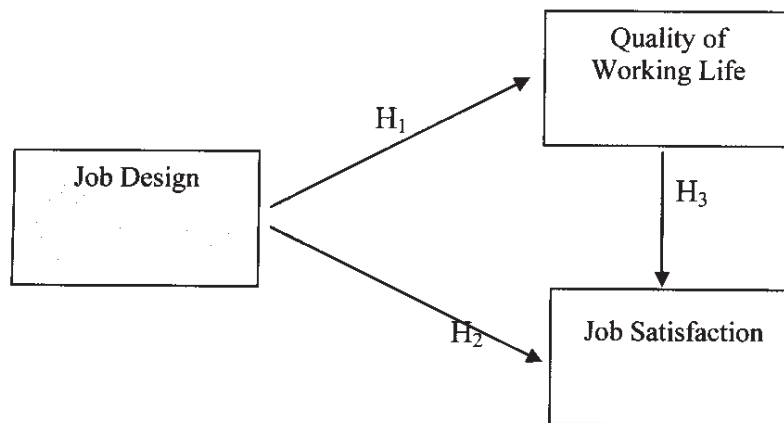 Quality of
Working Life
H₁
Job Design
H₃
H₂
Job Satisfaction